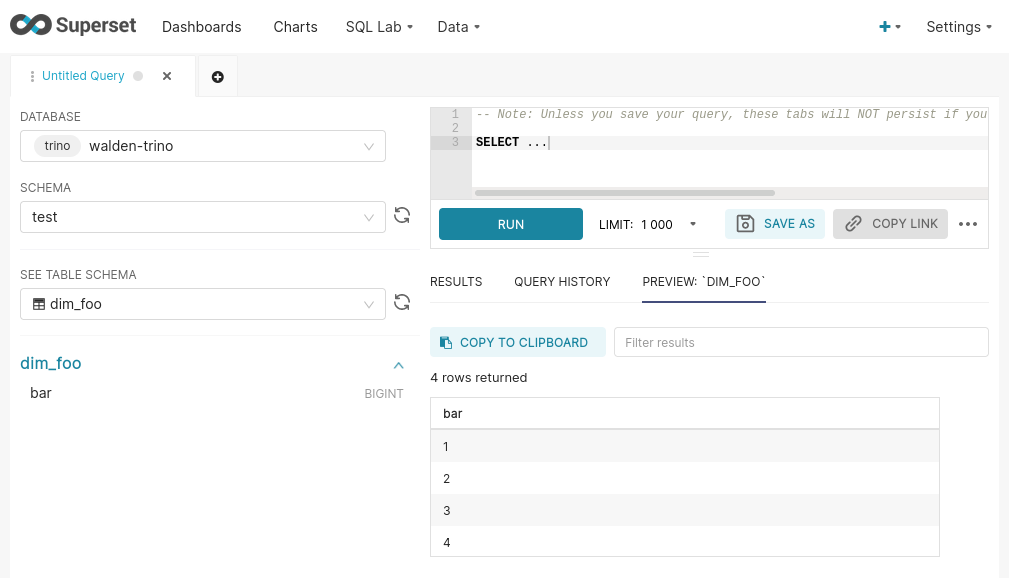 Superset Dashboards Charts SQL Lab Data Settings
Untitled Query
DATABASE
trino walden-trino
SCHEMA
test
SEE TABLE SCHEMA
dim_foo
dim_foo
bar BIGINT
1 -- Note: Unless you save your query, these tabs will NOT persist if you
2
3 SELECT ...
RUN LIMIT: 1 000 SAVE AS COPY LINK
RESULTS QUERY HISTORY PREVIEW: `DIM_FOO`
COPY TO CLIPBOARD Filter results
4 rows returned
bar
1
2
3
4